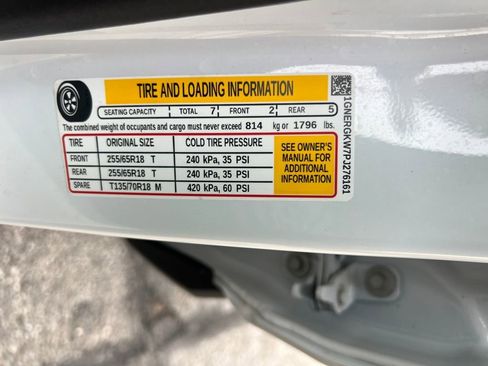 TIRE AND LOADING INFORMATION
SEATING CAPACITY TOTAL 7 FRONT 2 REAR 5
The combined weight of occupants and cargo must never exceed 814 kg or 1796 lbs.
TIRE ORIGINAL SIZE COLD TIRE PRESSURE
FRONT 255/65R18 T 240 kPa, 35 PSI
REAR 255/65R18 T 240 kPa, 35 PSI
SPARE T135/70R18 M 420 kPa, 60 PSI
SEE OWNER'S
MANUAL FOR
ADDITIONAL
INFORMATION
1GNERGKW7PJ276161